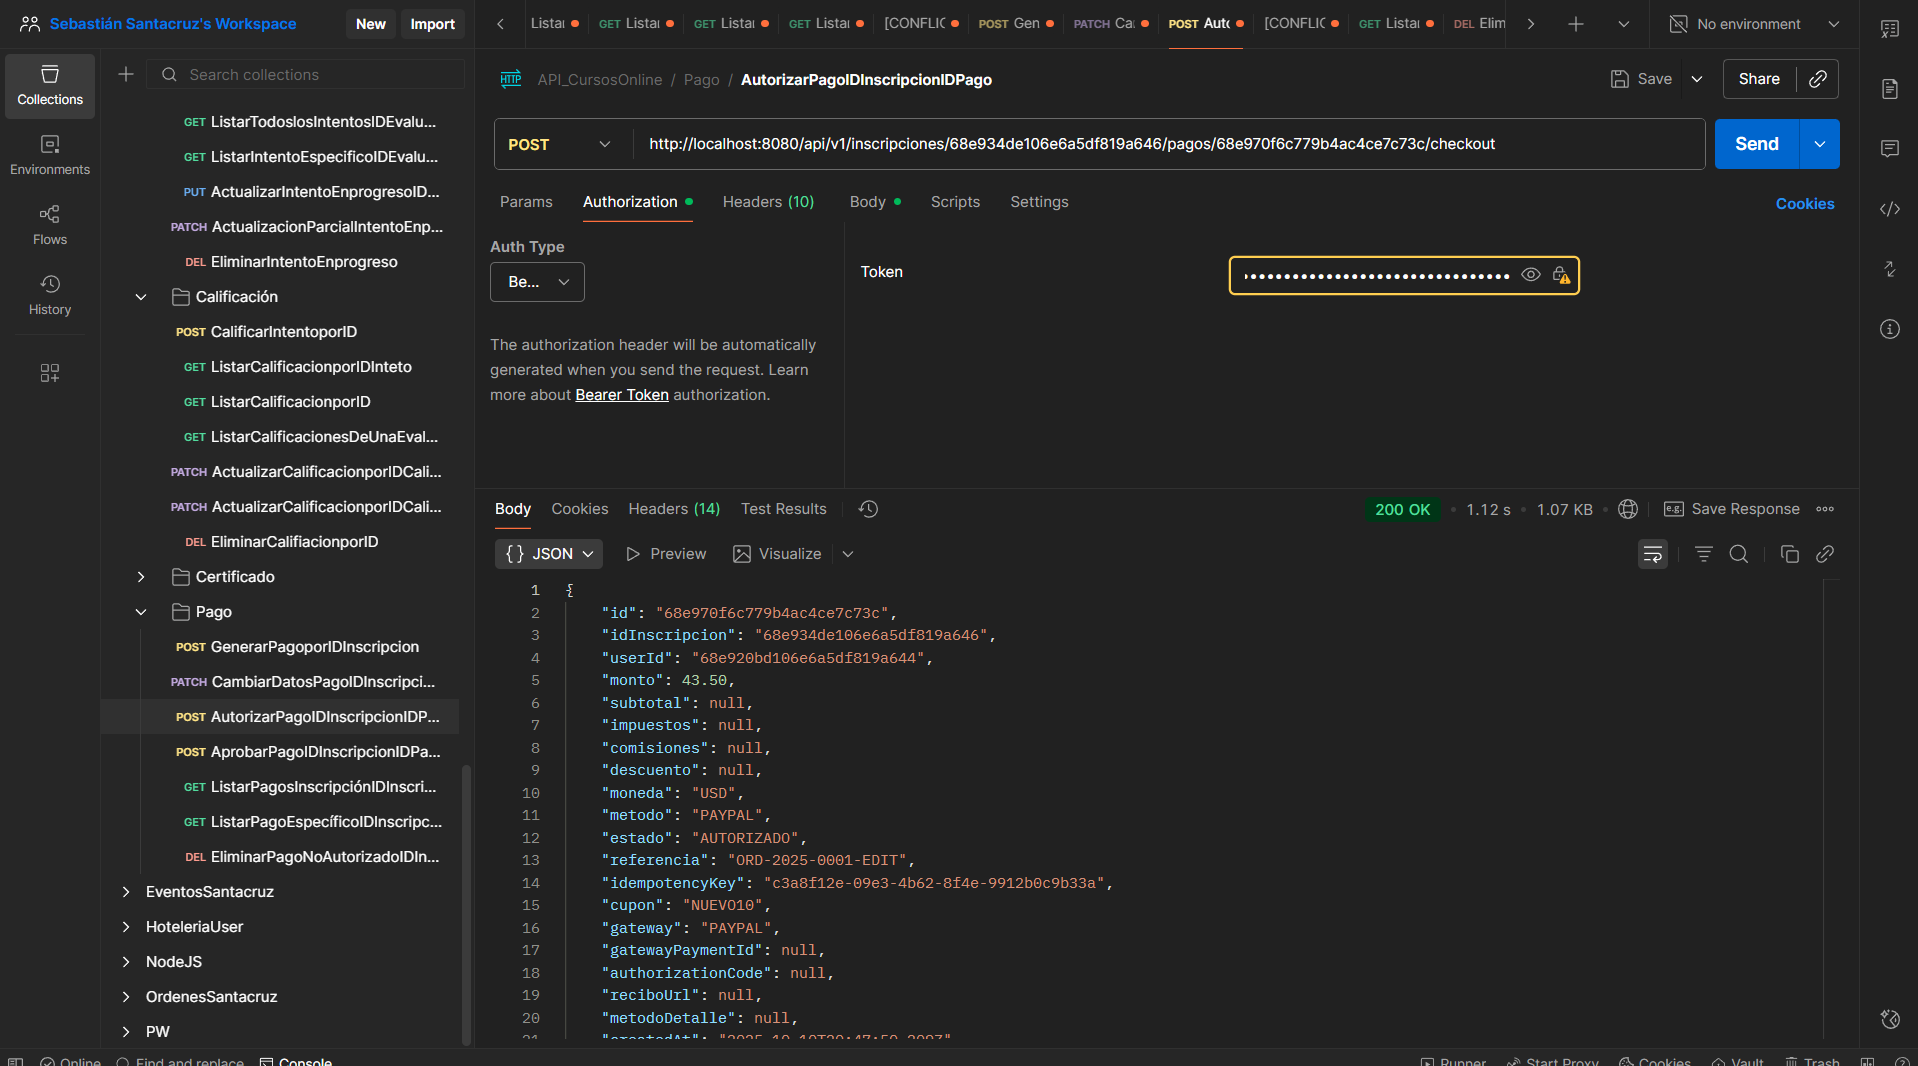 Sebastián Santacruz's Workspace
New
Import
Listar
GET Listar
GET Listar
GET Listar
[CONFLIC
POST Gen
PATCH Ca
POST Auto
[CONFLIC
GET Listar
DEL Elim
No environment
Collections
Environments
Flows
History
Search collections
GET ListarTodoslosIntentosIDEvalu...
GET ListarIntentoEspecificoIDEvalu...
PUT ActualizarIntentoEnprogresoID...
PATCH ActualizacionParcialIntentoEnp...
DEL EliminarIntentoEnprogreso
Calificación
POST CalificarIntentoporID
GET ListarCalificacionporIDInteto
GET ListarCalificacionporID
GET ListarCalificacionesDeUnaEval...
PATCH ActualizarCalificacionporIDCali...
PATCH ActualizarCalificacionporIDCali...
DEL EliminarCalifiacionporID
Certificado
Pago
POST GenerarPagoporIDInscripcion
PATCH CambiarDatosPagoIDInscripci...
POST AutorizarPagoIDInscripcionIDP...
POST AprobarPagoIDInscripcionIDPa...
GET ListarPagosInscripciónIDInscri...
GET ListarPagoEspecíficoIDInscripc...
DEL EliminarPagoNoAutorizadoIDIn...
EventosSantacruz
HoteleriaUser
NodeJS
OrdenesSantacruz
PW
HTTP API_CursosOnline / Pago / AutorizarPagoIDInscripcionIDPago
Save
Share
POST
http://localhost:8080/api/v1/inscripciones/68e934de106e6a5df819a646/pagos/68e970f6c779b4ac4ce7c73c/checkout
Send
Params
Authorization
Headers (10)
Body
Scripts
Settings
Cookies
Auth Type
Be...
The authorization header will be automatically
generated when you send the request. Learn
more about Bearer Token authorization.
Token
Body
Cookies
Headers (14)
Test Results
200 OK
1.12 s
1.07 KB
e.g. Save Response
{} JSON
Preview
Visualize
1 {
2 "id": "68e970f6c779b4ac4ce7c73c",
3 "idInscripcion": "68e934de106e6a5df819a646",
4 "userId": "68e920bd106e6a5df819a644",
5 "monto": 43.50,
6 "subtotal": null,
7 "impuestos": null,
8 "comisiones": null,
9 "descuento": null,
10 "moneda": "USD",
11 "metodo": "PAYPAL",
12 "estado": "AUTORIZADO",
13 "referencia": "ORD-2025-0001-EDIT",
14 "idempotencyKey": "c3a8f12e-09e3-4b62-8f4e-9912b0c9b33a",
15 "cupon": "NUEVO10",
16 "gateway": "PAYPAL",
17 "gatewayPaymentId": null,
18 "authorizationCode": null,
19 "reciboUrl": null,
20 "metodoDetalle": null,
21 "createdAt":
Online
Find and replace
Console
Runner
Start Proxy
Cookies
Vault
Trash